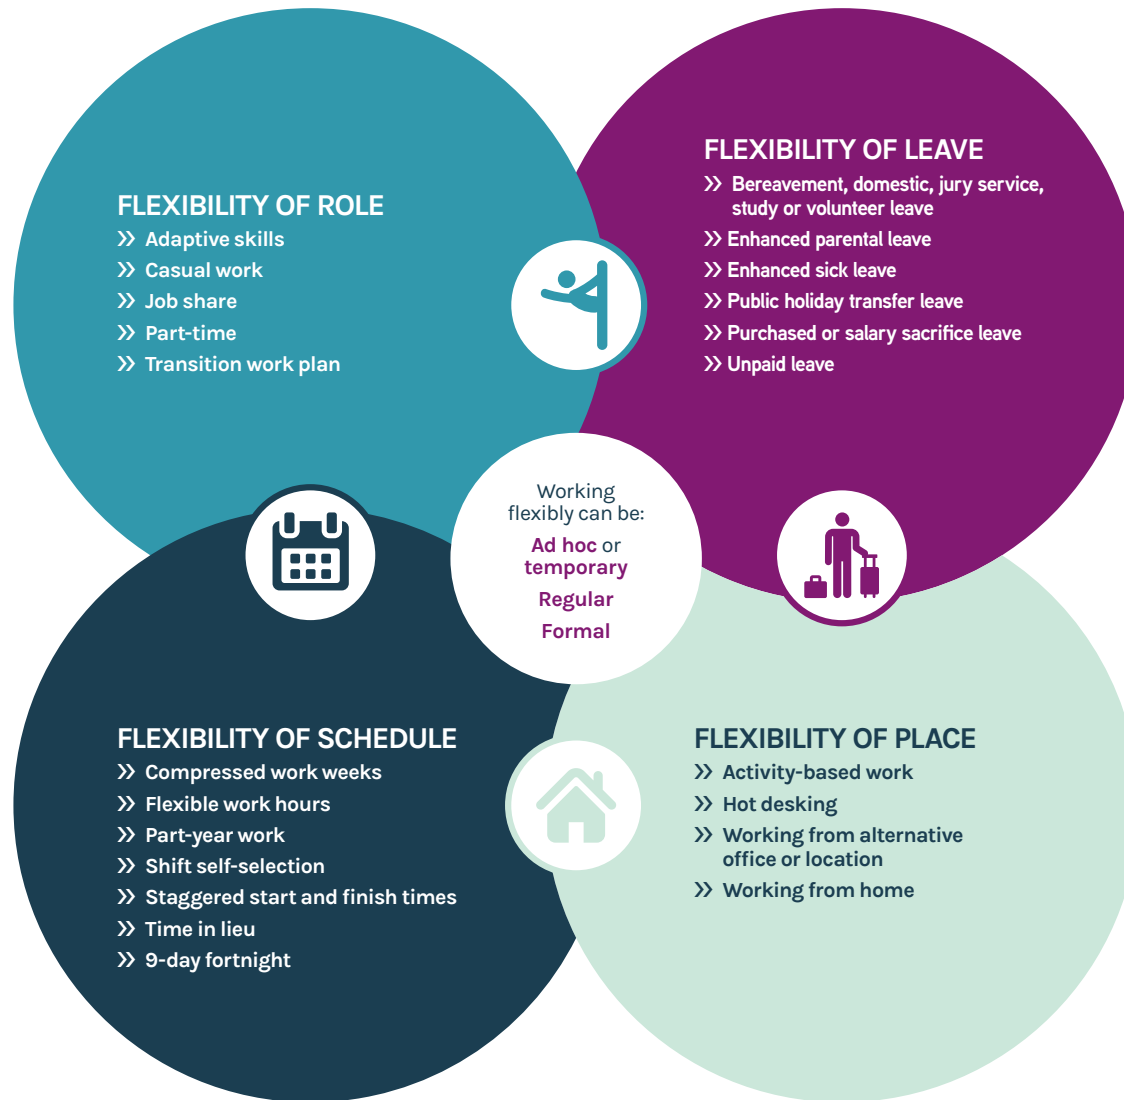 FLEXIBILITY OF ROLE
» Adaptive skills
» Casual work
» Job share
» Part-time
» Transition work plan
FLEXIBILITY OF LEAVE
» Bereavement, domestic, jury service,
study or volunteer leave
» Enhanced parental leave
» Enhanced sick leave
» Public holiday transfer leave
» Purchased or salary sacrifice leave
» Unpaid leave
Working
flexibly can be:
Ad hoc or
temporary
Regular
Formal
FLEXIBILITY OF SCHEDULE
» Compressed work weeks
» Flexible work hours
» Part-year work
» Shift self-selection
» Staggered start and finish times
» Time in lieu
» 9-day fortnight
FLEXIBILITY OF PLACE
» Activity-based work
» Hot desking
» Working from alternative
office or location
» Working from home